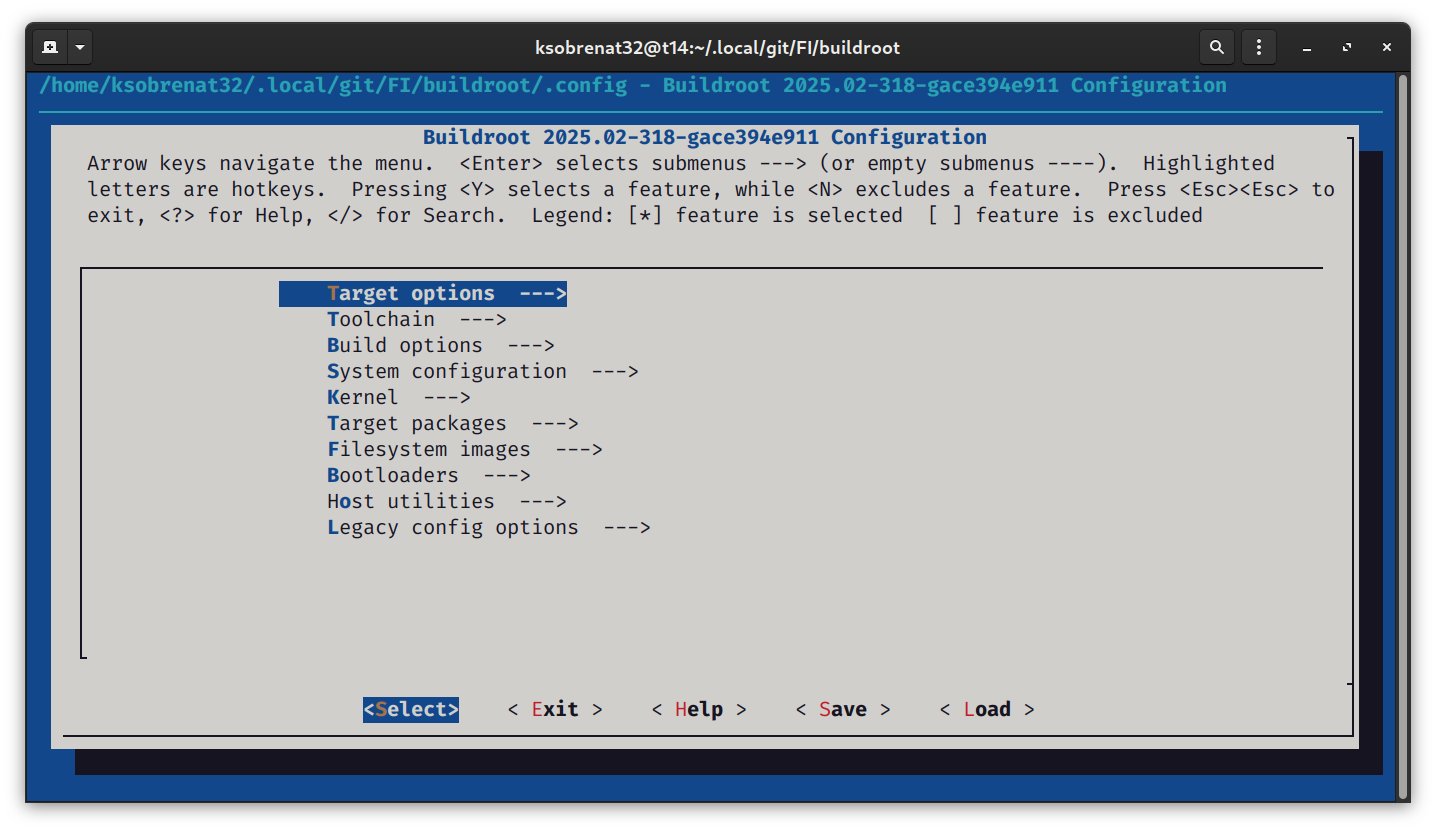 ksobrenat32@t14:~/.local/git/FI/buildroot
/home/ksobrenat32/.local/git/FI/buildroot/.config - Buildroot 2025.02-318-gace394e911 Configuration
Buildroot 2025.02-318-gace394e911 Configuration
Arrow keys navigate the menu.  <Enter> selects submenus ---> (or empty submenus ----).  Highlighted
letters are hotkeys.  Pressing <Y> selects a feature, while <N> excludes a feature.  Press <Esc><Esc> to
exit, <?> for Help, </> for Search.  Legend: [*] feature is selected  [ ] feature is excluded
Target options  --->
Toolchain  --->
Build options  --->
System configuration  --->
Kernel  --->
Target packages  --->
Filesystem images  --->
Bootloaders  --->
Host utilities  --->
Legacy config options  --->
<Select>    < Exit >    < Help >    < Save >    < Load >